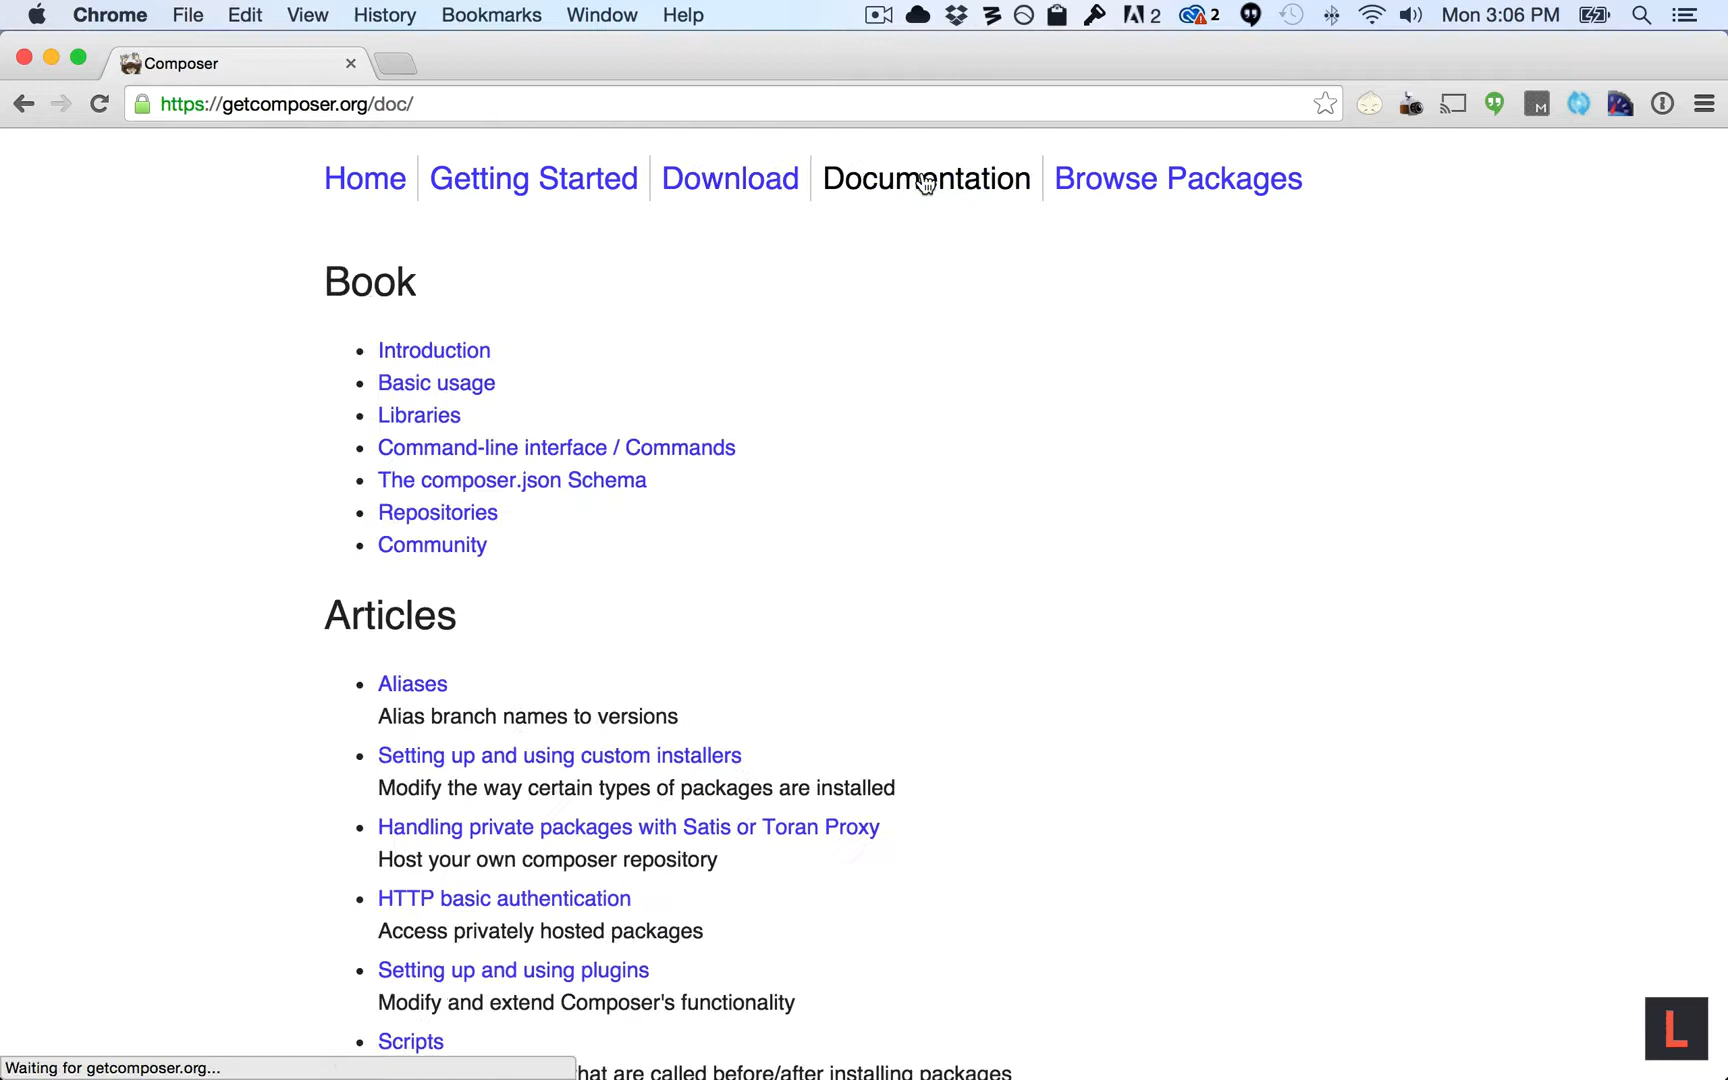 Chrome File Edit View History Bookmarks Window Help 2 2 Mon 3:06 PM
Composer
https://getcomposer.org/doc/
Home Getting Started Download Documentation Browse Packages
Book
Introduction
Basic usage
Libraries
Command-line interface / Commands
The composer.json Schema
Repositories
Community
Articles
Aliases
Alias branch names to versions
Setting up and using custom installers
Modify the way certain types of packages are installed
Handling private packages with Satis or Toran Proxy
Host your own composer repository
HTTP basic authentication
Access privately hosted packages
Setting up and using plugins
Modify and extend Composer's functionality
Scripts
hat are called before/after installing packages
Waiting for getcomposer.org...
L